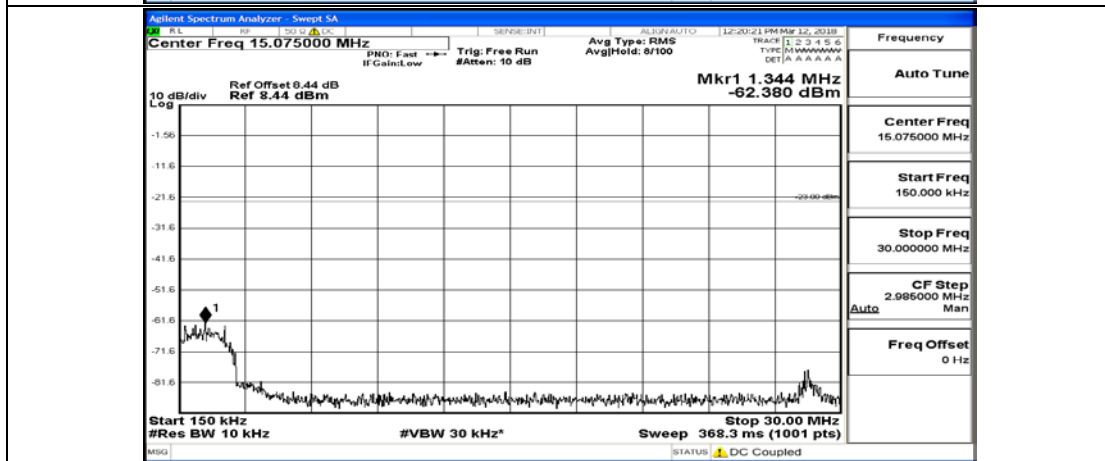 Agilent Spectrum Analyzer - Swept SA
RL RF 50 Ω DC SENSE:INT ALIGNAUTO 12:20:21 PM Mar 12, 2018
Center Freq 15.075000 MHz
PNO: Fast
IFGain:Low
Trig: Free Run
#Atten: 10 dB
Avg Type: RMS
Avg|Hold: 8/100
TRACE 1 2 3 4 5 6
TYPE MWWWWW
DET A A A A A A
Frequency
Auto Tune
Mkr1 1.344 MHz
-62.380 dBm
Ref Offset 8.44 dB
10 dB/div Ref 8.44 dBm
Log
Center Freq
15.075000 MHz
-1.56
-11.6
Start Freq
150.000 kHz
-21.6
-23.00 dBm
-31.6
Stop Freq
30.000000 MHz
-41.6
-51.6
CF Step
2.985000 MHz
Auto Man
1
-61.6
Freq Offset
0 Hz
-71.6
-81.6
Start 150 kHz Stop 30.00 MHz
#Res BW 10 kHz #VBW 30 kHz* Sweep 368.3 ms (1001 pts)
MSG STATUS DC Coupled